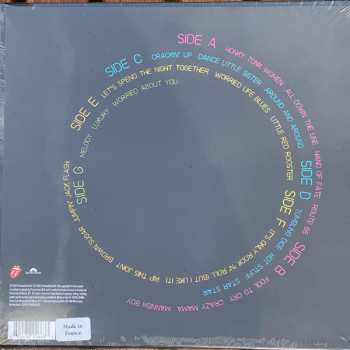 SIDE A HONKY TONK WOMEN ALL DOWN THE LINE HAND OF FATE ROUTE 66
SIDE B FOOL TO CRY CRAZY MAMA MANNISH BOY
SIDE C CRACKIN' UP DANCE LITTLE SISTER AROUND AND AROUND
SIDE D TUMBLING DICE HOT STUFF STAR STAR
SIDE E LET'S SPEND THE NIGHT TOGETHER WORRIED LIFE BLUES LITTLE RED ROOSTER
SIDE F IT'S ONLY ROCK 'N' ROLL (BUT I LIKE IT) RIP THIS JOINT BROWN SUGAR JUMPIN' JACK FLASH
SIDE G MELODY LUXURY WORRIED ABOUT YOU
Made in
France